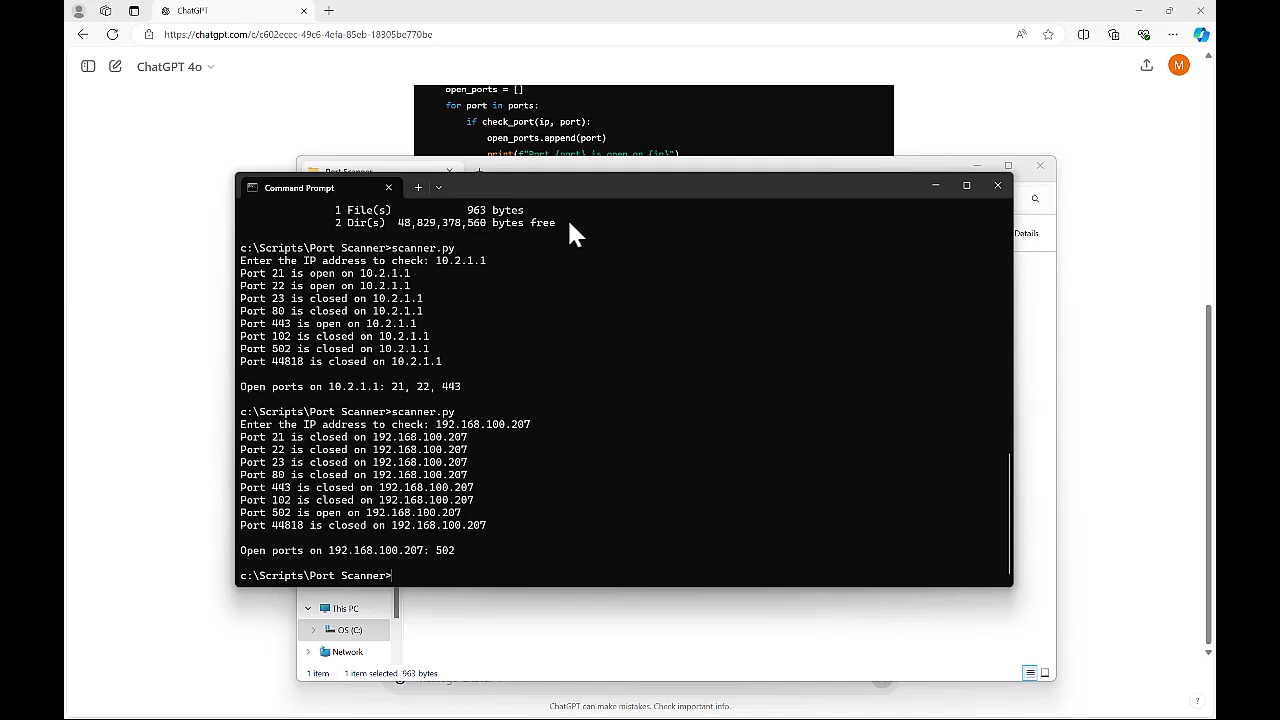 ChatGPT
https://chatgpt.com/c/c602ecec-49c6-4efa-85eb-18305be770be
ChatGPT 4o
M
open_ports = []
for port in ports:
if check_port(ip, port):
open_ports.append(port)
print(f"Port {port} is open on {ip}")
Port Scanner
Command Prompt
1 File(s) 963 bytes
2 Dir(s) 48,829,378,560 bytes free
c:\Scripts\Port Scanner>scanner.py
Enter the IP address to check: 10.2.1.1
Port 21 is open on 10.2.1.1
Port 22 is open on 10.2.1.1
Port 23 is closed on 10.2.1.1
Port 80 is closed on 10.2.1.1
Port 443 is open on 10.2.1.1
Port 102 is closed on 10.2.1.1
Port 502 is closed on 10.2.1.1
Port 44818 is closed on 10.2.1.1
Open ports on 10.2.1.1: 21, 22, 443
c:\Scripts\Port Scanner>scanner.py
Enter the IP address to check: 192.168.100.207
Port 21 is closed on 192.168.100.207
Port 22 is closed on 192.168.100.207
Port 23 is closed on 192.168.100.207
Port 80 is closed on 192.168.100.207
Port 443 is closed on 192.168.100.207
Port 102 is closed on 192.168.100.207
Port 502 is open on 192.168.100.207
Port 44818 is closed on 192.168.100.207
Open ports on 192.168.100.207: 502
c:\Scripts\Port Scanner>
Details
This PC
OS (C:)
Network
1 item 1 item selected 963 bytes
ChatGPT can make mistakes. Check important info.
?